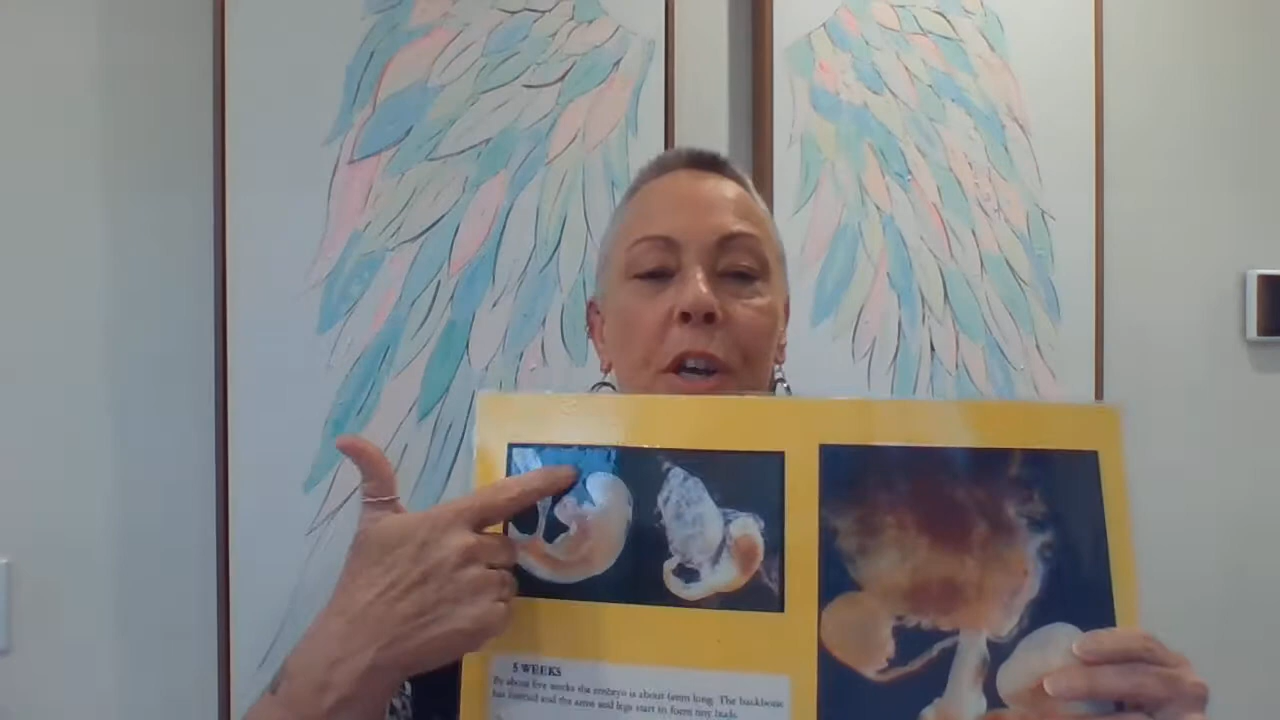 5 WEEKS
By about five weeks the embryo is about 6mm long. The backbone
has formed and the arms and legs start to form tiny buds.